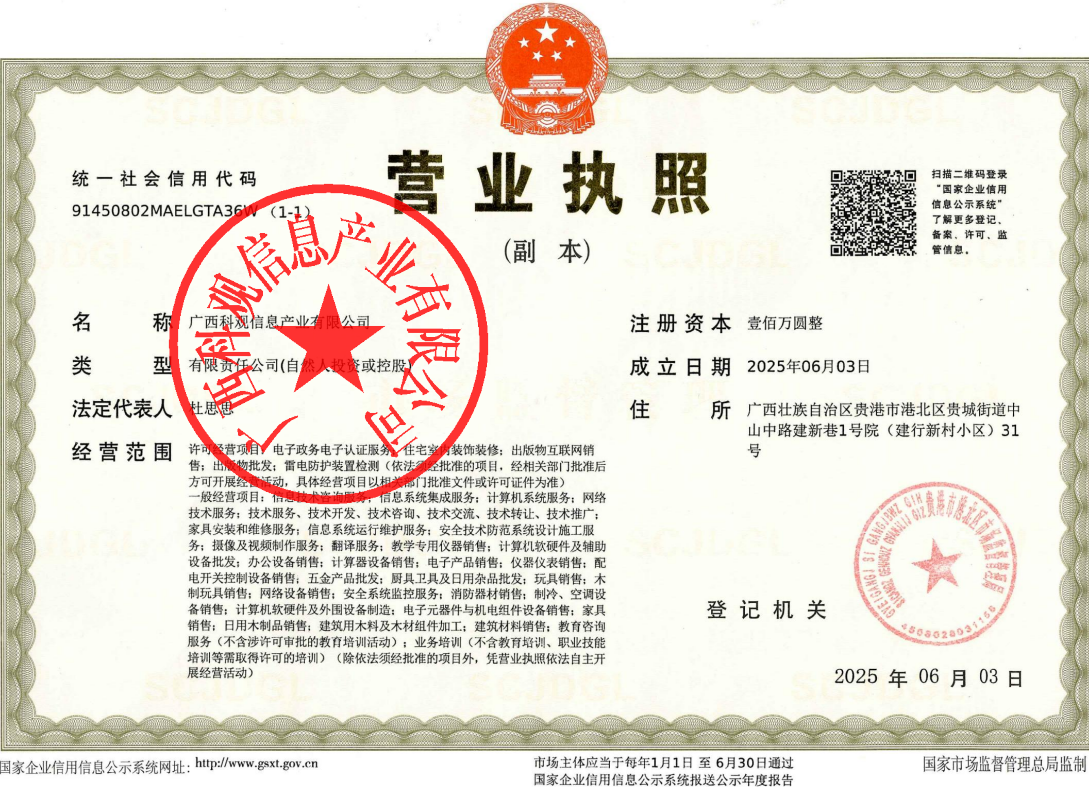 营业执照
(副 本)
统一社会信用代码
91450802MAELGTA36W (1-1)
扫描二维码登录
“国家企业信用
信息公示系统”
了解更多登记、
备案、许可、监
管信息。
名 称 广西科观信息产业有限公司
类 型 有限责任公司(自然人投资或控股)
法定代表人 杜思思
经营范围 许可经营项目:电子政务电子认证服务;住宅室内装饰装修;出版物互联网销
售;出版物批发;雷电防护装置检测(依法须经批准的项目,经相关部门批准后
方可开展经营活动,具体经营项目以相关部门批准文件或许可证件为准)
一般经营项目:信息技术咨询服务;信息系统集成服务;计算机系统服务;网络
技术服务;技术服务、技术开发、技术咨询、技术交流、技术转让、技术推广;
家具安装和维修服务;信息系统运行维护服务;安全技术防范系统设计施工服
务;摄像及视频制作服务;翻译服务;教学专用仪器销售;计算机软硬件及辅助
设备批发;办公设备销售;计算器设备销售;电子产品销售;仪器仪表销售;配
电开关控制设备销售;五金产品批发;厨具卫具及日用杂品批发;玩具销售;木
制玩具销售;网络设备销售;安全系统监控服务;消防器材销售;制冷、空调设
备销售;计算机软硬件及外围设备制造;电子元器件与机电组件设备销售;家具
销售;日用木制品销售;建筑用木料及木材组件加工;建筑材料销售;教育咨询
服务(不含涉许可审批的教育培训活动);业务培训(不含教育培训、职业技能
培训等需取得许可的培训)(除依法须经批准的项目外,凭营业执照依法自主开
展经营活动)
注册资本 壹佰万圆整
成立日期 2025年06月03日
住 所 广西壮族自治区贵港市港北区贵城街道中
山中路建新巷1号院(建行新村小区)31
号
广西科观信息产业有限公司
登记机关
2025 年 06 月 03 日
国家企业信用信息公示系统网址:http://www.gsxt.gov.cn
市场主体应当于每年1月1日 至 6月30日通过
国家企业信用信息公示系统报送公示年度报告
国家市场监督管理总局监制